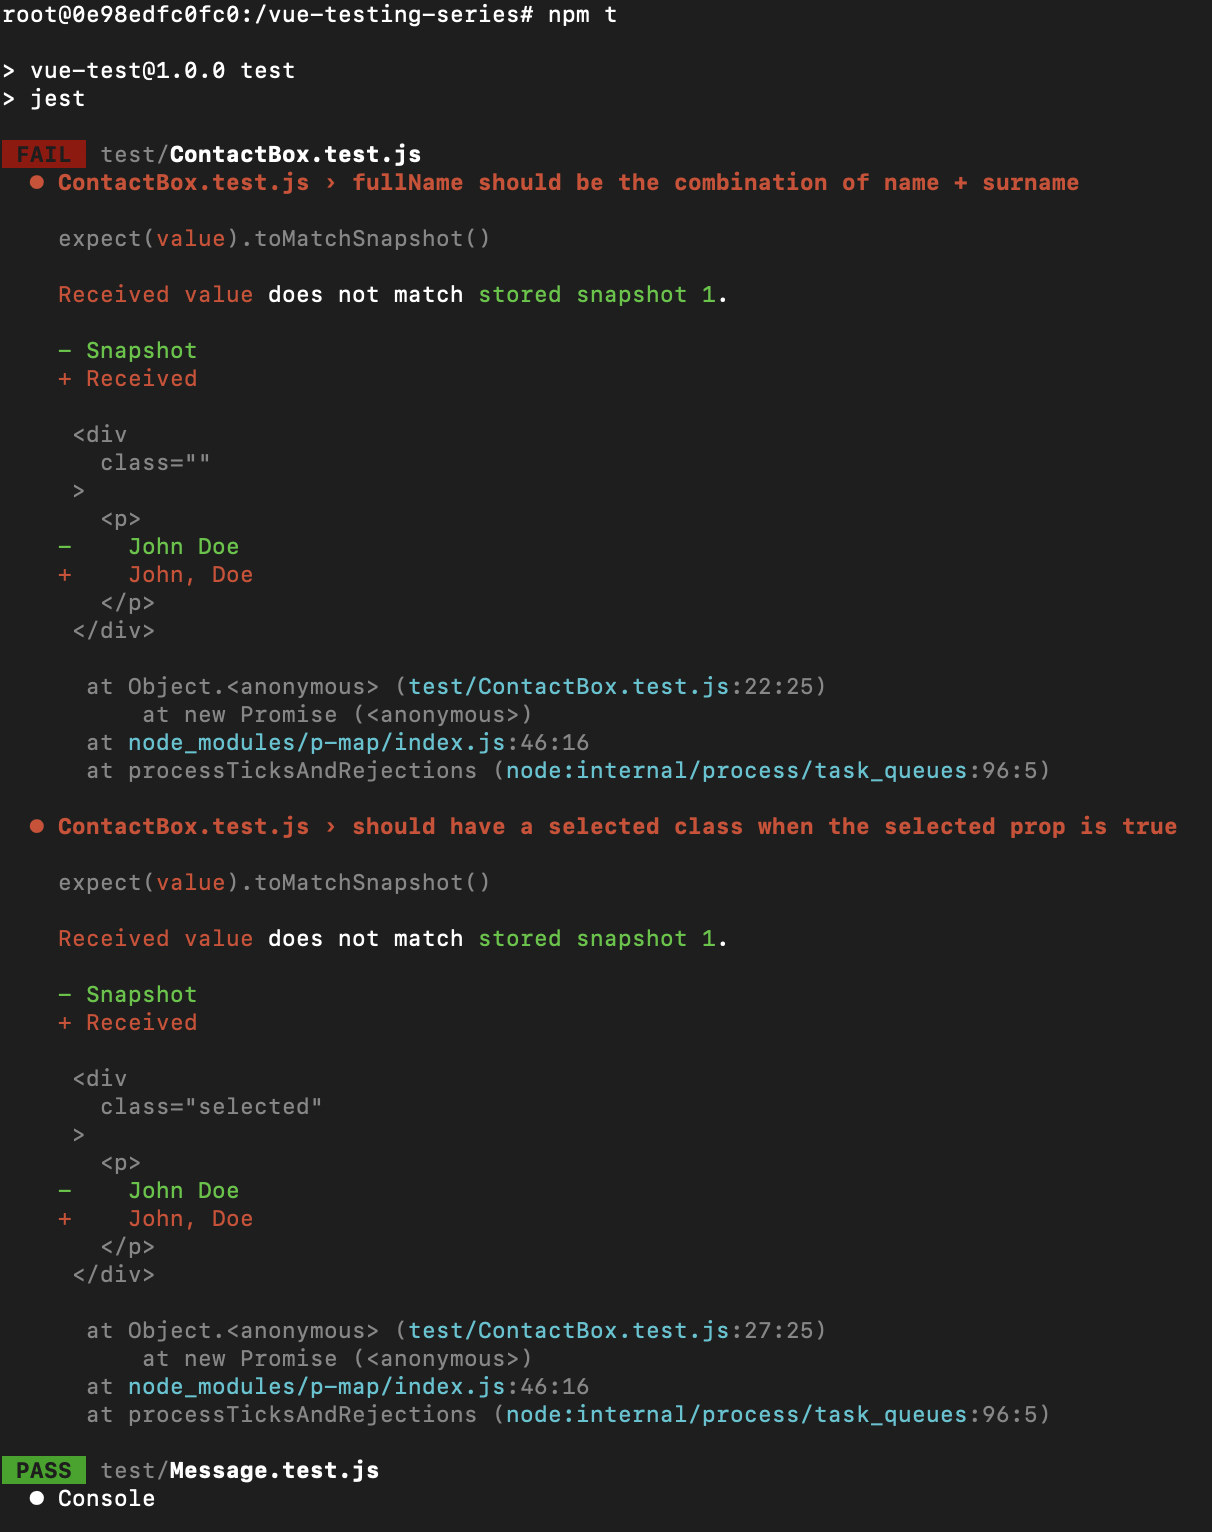 root@0e98edfc0fc0:/vue-testing-series# npm t
> vue-test@1.0.0 test
> jest
FAIL test/ContactBox.test.js
● ContactBox.test.js › fullName should be the combination of name + surname
expect(value).toMatchSnapshot()
Received value does not match stored snapshot 1.
- Snapshot
+ Received
<div
class=""
>
<p>
- John Doe
+ John, Doe
</p>
</div>
at Object.<anonymous> (test/ContactBox.test.js:22:25)
at new Promise (<anonymous>)
at node_modules/p-map/index.js:46:16
at processTicksAndRejections (node:internal/process/task_queues:96:5)
● ContactBox.test.js › should have a selected class when the selected prop is true
expect(value).toMatchSnapshot()
Received value does not match stored snapshot 1.
- Snapshot
+ Received
<div
class="selected"
>
<p>
- John Doe
+ John, Doe
</p>
</div>
at Object.<anonymous> (test/ContactBox.test.js:27:25)
at new Promise (<anonymous>)
at node_modules/p-map/index.js:46:16
at processTicksAndRejections (node:internal/process/task_queues:96:5)
PASS test/Message.test.js
● Console